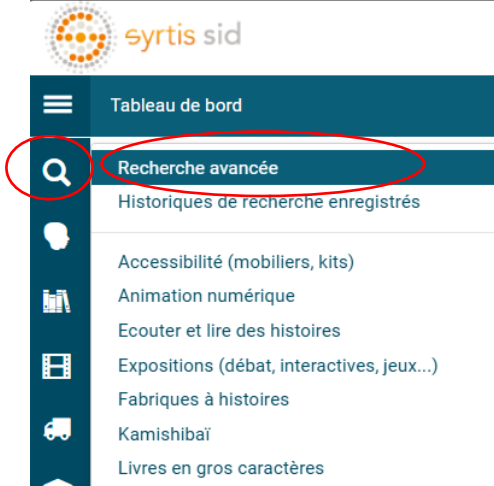 syrtis sid
Tableau de bord
Recherche avancée
Historiques de recherche enregistrés
Accessibilité (mobiliers, kits)
Animation numérique
Ecouter et lire des histoires
Expositions (débat, interactives, jeux...)
Fabriques à histoires
Kamishibaï
Livres en gros caractères